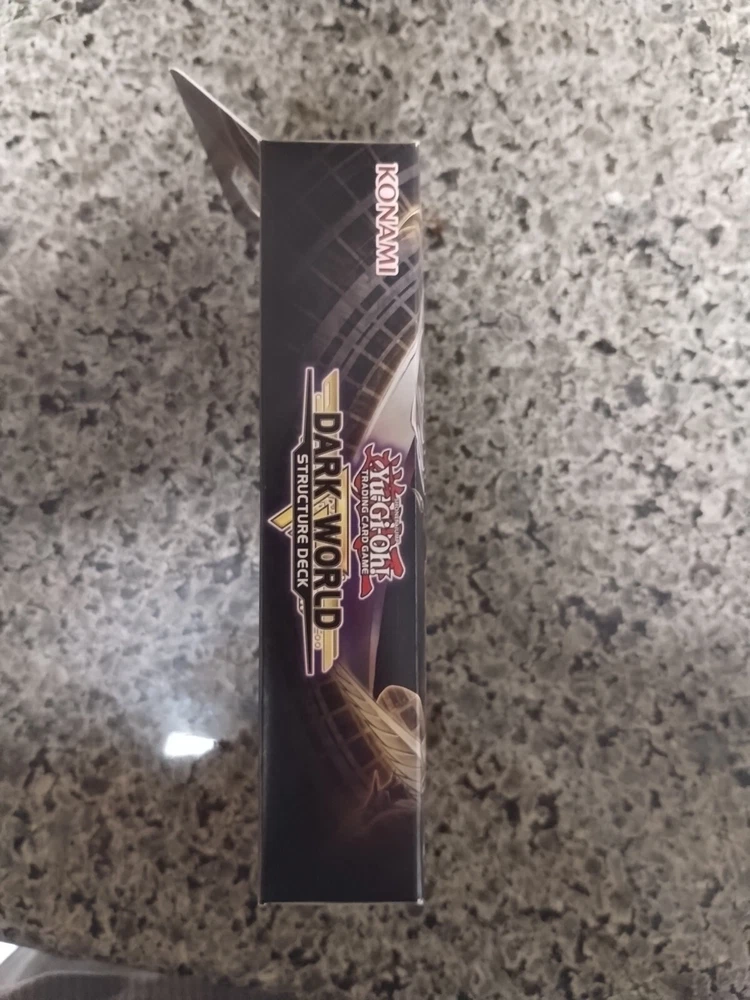 KONAMI
Yu-Gi-Oh!
TRADING CARD GAME
DARK WORLD
STRUCTURE DECK